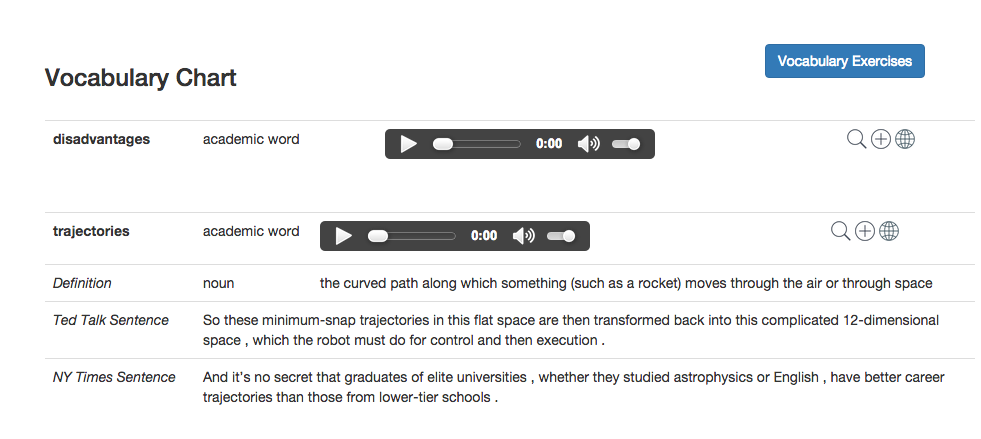 Vocabulary Exercises
Vocabulary Chart
disadvantages academic word 0:00
trajectories academic word 0:00
Definition noun the curved path along which something (such as a rocket) moves through the air or through space
Ted Talk Sentence So these minimum-snap trajectories in this flat space are then transformed back into this complicated 12-dimensional
space , which the robot must do for control and then execution .
NY Times Sentence And it's no secret that graduates of elite universities , whether they studied astrophysics or English , have better career
trajectories than those from lower-tier schools .